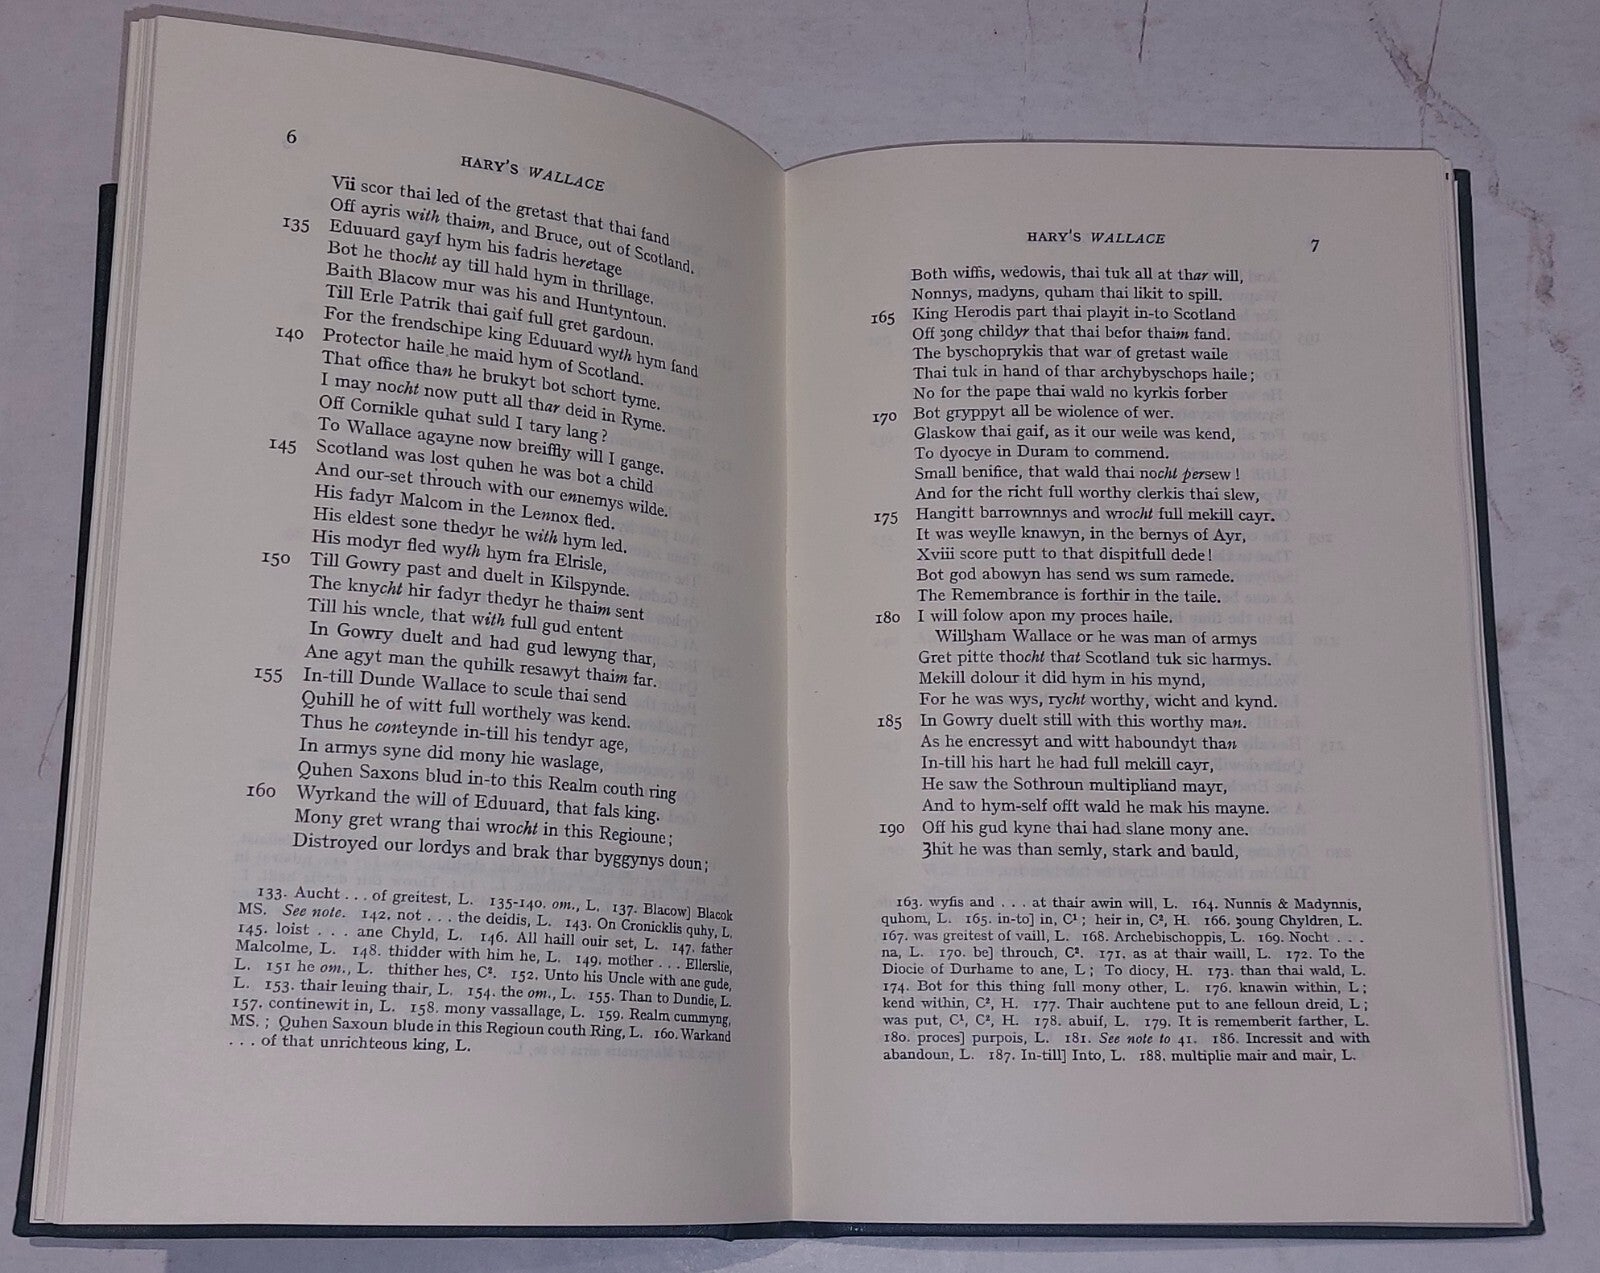 6
HARY'S WALLACE
Vii scor thai led of the gretast that thai fand
Off ayris with thaim, and Bruce, out of Scotland.
135 Eduuard gayf hym his fadris heretage
Bot he thocht ay till hald hym in thrillage.
Baith Blacow mur was his and Huntyntoun.
Till Erle Patrik thai gaif full gret gardoun.
For the frendschipe king Eduuard wyth hym fand
140 Protector haile he maid hym of Scotland.
That office than he brukyt bot schort tyme.
I may nocht now putt all thar deid in Ryme.
Off Cornikle quhat suld I tary lang?
To Wallace agayne now breiffly will I gange.
145 Scotland was lost quhen he was bot a child
And our-set throuch with our ennemys wilde.
His fadyr Malcom in the Lennox fled.
His eldest sone thedyr he with hym led.
His modyr fled wyth hym fra Elrisle,
150 Till Gowry past and duelt in Kilspynde.
The knycht hir fadyr thedyr he thaim sent
Till his wncle, that with full gud entent
In Gowry duelt and had gud lewyng thar,
Ane agyt man the quhilk resawyt thaim far.
155 In-till Dunde Wallace to scule thai send
Quhill he of witt full worthely was kend.
Thus he conteynde in-till his tendyr age,
In armys syne did mony hie waslage,
Quhen Saxons blud in-to this Realm couth ring
160 Wyrkand the will of Eduuard, that fals king.
Mony gret wrang thai wrocht in this Regioune;
Distroyed our lordys and brak thar byggynys doun;
133. Aucht . . . of greitest, L. 135-140. om., L. 137. Blacow] Blacok
MS. See note. 142. not . . . the deidis, L. 143. On Cronicklis quhy, L.
145. loist . . . ane Chyld, L. 146. All haill ouir set, L. 147. father
Malcolme, L. 148. thidder with him he, L. 149. mother . . . Ellerslie,
L. 151 he om., L. thither hes, C². 152. Unto his Uncle with ane gude,
L. 153. thair leuing thair, L. 154. the om., L. 155. Than to Dundie, L.
157. continewit in, L. 158. mony vassallage, L. 159. Realm cummyng,
MS.; Quhen Saxoun blude in this Regioun couth Ring, L. 160. Warkand
. . . of that unrichteous king, L.
HARY'S WALLACE 7
Both wiffis, wedowis, thai tuk all at thar will,
Nonnys, madyns, quham thai likit to spill.
165 King Herodis part thai playit in-to Scotland
Off ȝong childyr that thai befor thaim fand.
The byschoprykis that war of gretast waile
Thai tuk in hand of thar archybyschops haile;
No for the pape thai wald no kyrkis forber
170 Bot gryppyt all be wiolence of wer.
Glaskow thai gaif, as it our weile was kend,
To dyocye in Duram to commend.
Small benifice, that wald thai nocht persew!
And for the richt full worthy clerkis thai slew,
175 Hangitt barrownnys and wrocht full mekill cayr.
It was weylle knawyn, in the bernys of Ayr,
Xviii score putt to that dispitfull dede!
Bot god abowyn has send ws sum ramede.
The Remembrance is forthir in the taile.
180 I will folow apon my proces haile.
Willȝham Wallace or he was man of armys
Gret pitte thocht that Scotland tuk sic harmys.
Mekill dolour it did hym in his mynd,
For he was wys, rycht worthy, wicht and kynd.
185 In Gowry duelt still with this worthy man.
As he encressyt and witt haboundyt than
In-till his hart he had full mekill cayr,
He saw the Sothroun multipliand mayr,
And to hym-self offt wald he mak his mayne.
190 Off his gud kyne thai had slane mony ane.
Ȝhit he was than semly, stark and bauld,
163. wyfis and . . . at thair awin will, L. 164. Nunnis & Madynnis,
quhom, L. 165. in-to] in, C¹; heir in, C², H. 166. ȝoung Chyldren, L.
167. was greitest of vaill, L. 168. Archebischoppis, L. 169. Nocht . . .
na, L. 170. be] throuch, C². 171. as at thair waill, L. 172. To the
Diocie of Durhame to ane, L; To diocy, H. 173. than thai wald, L.
174. Bot for this thing full mony other, L. 176. knawin within, L;
kend within, C², H. 177. Thair auchtene put to ane felloun dreid, L;
was put, C¹, C², H. 178. abuif, L. 179. It is rememberit farther, L.
180. proces] purpois, L. 181. See note to 41. 186. Incressit and with
abandoun, L. 187. In-till] Into, L. 188. multiplie mair and mair, L.